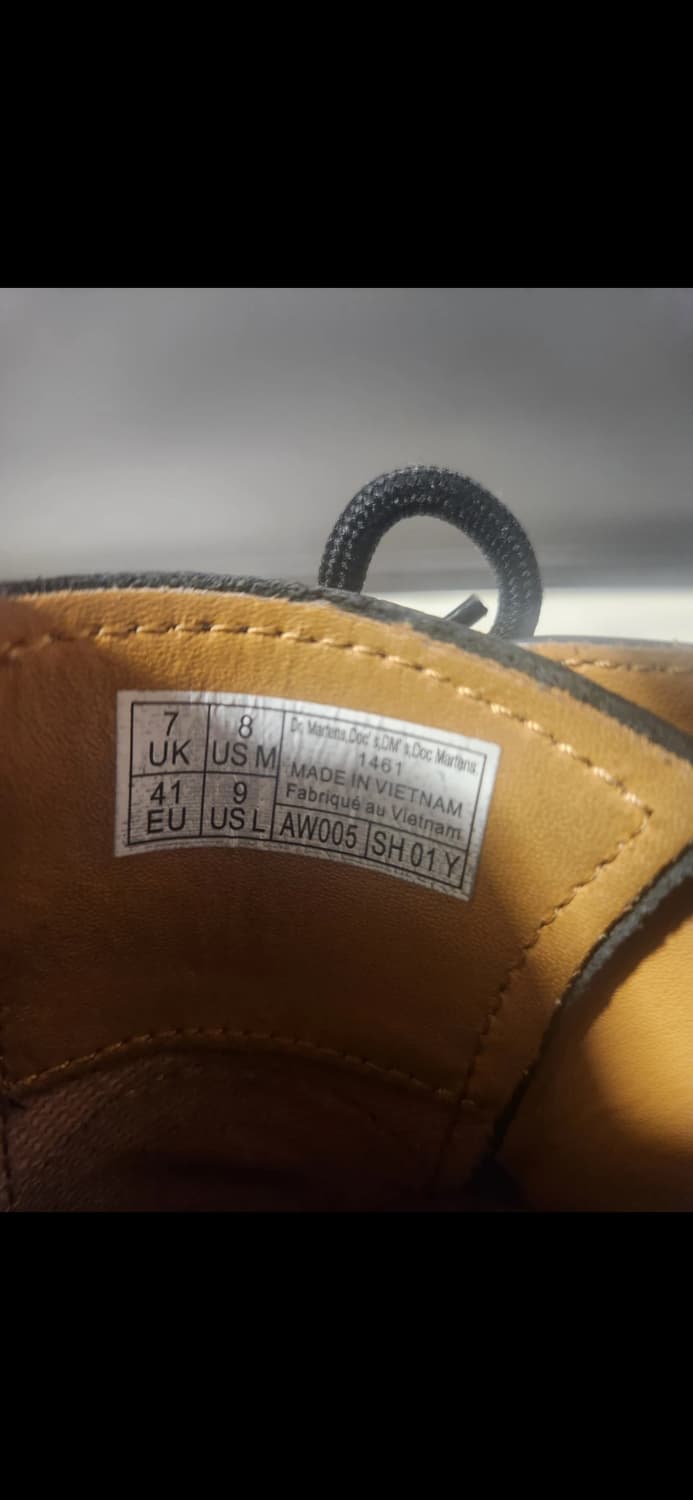 7 UK
8 US M
41 EU
9 US L
Dr. Martens,Doc's,DM's,Doc Martens
1461
MADE IN VIETNAM
Fabriqué au Vietnam
AW005
SH 01 Y